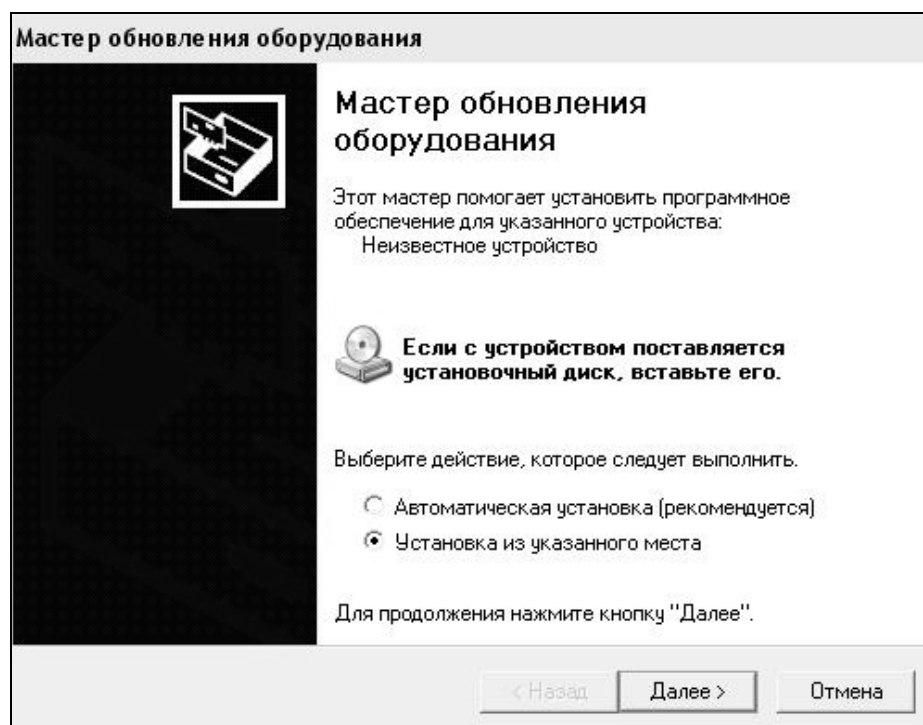 Мастер обновления оборудования
Мастер обновления
оборудования
Этот мастер помогает установить программное
обеспечение для указанного устройства:
Неизвестное устройство
Если с устройством поставляется
установочный диск, вставьте его.
Выберите действие, которое следует выполнить.
Автоматическая установка (рекомендуется)
Установка из указанного места
Для продолжения нажмите кнопку "Далее".
< Назад Далее > Отмена